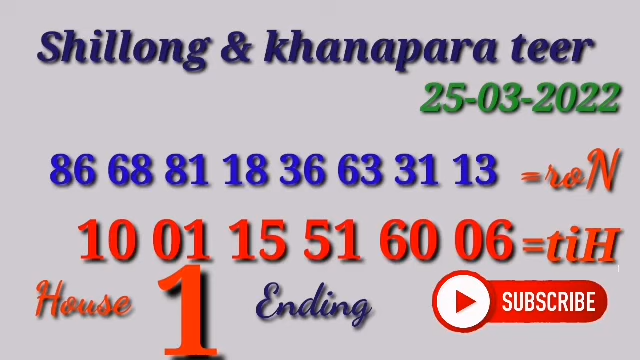 Shillong & khanapara teer
25-03-2022
86 68 81 18 36 63 31 13 =roN
10 01 15 51 60 06 =tiH
House 1 Ending
SUBSCRIBE